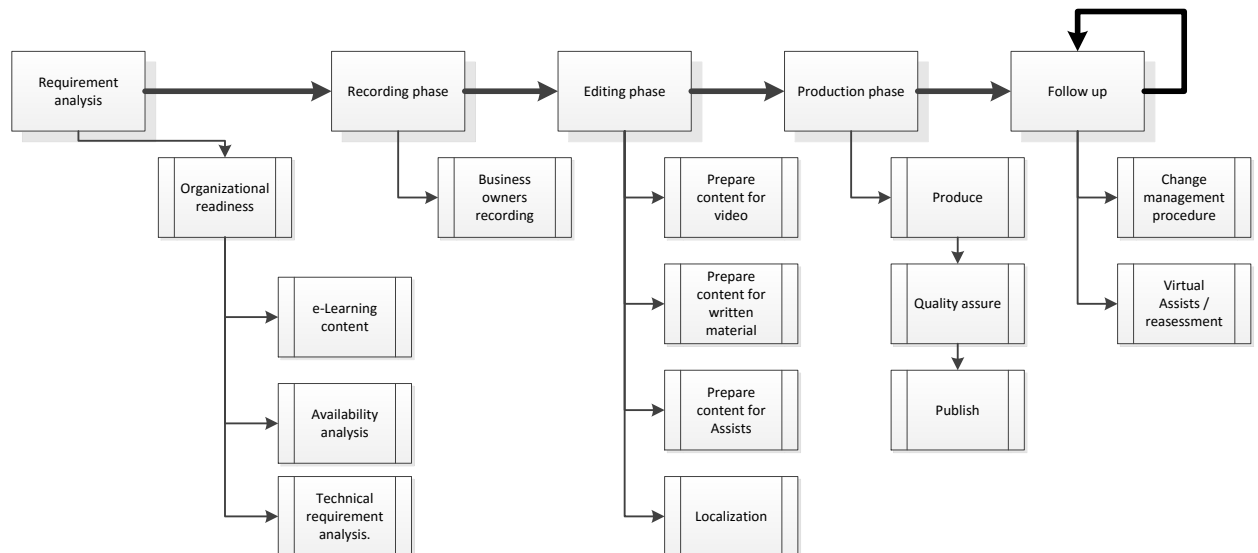 Requirement
analysis
Recording phase
Editing phase
Production phase
Follow up
Organizational
readiness
e-Learning
content
Availability
analysis
Technical
requirement
analysis.
Business
owners
recording
Prepare
content for
video
Prepare
content for
written
material
Prepare
content for
Assists
Localization
Produce
Quality assure
Publish
Change
management
procedure
Virtual
Assists /
reasessment